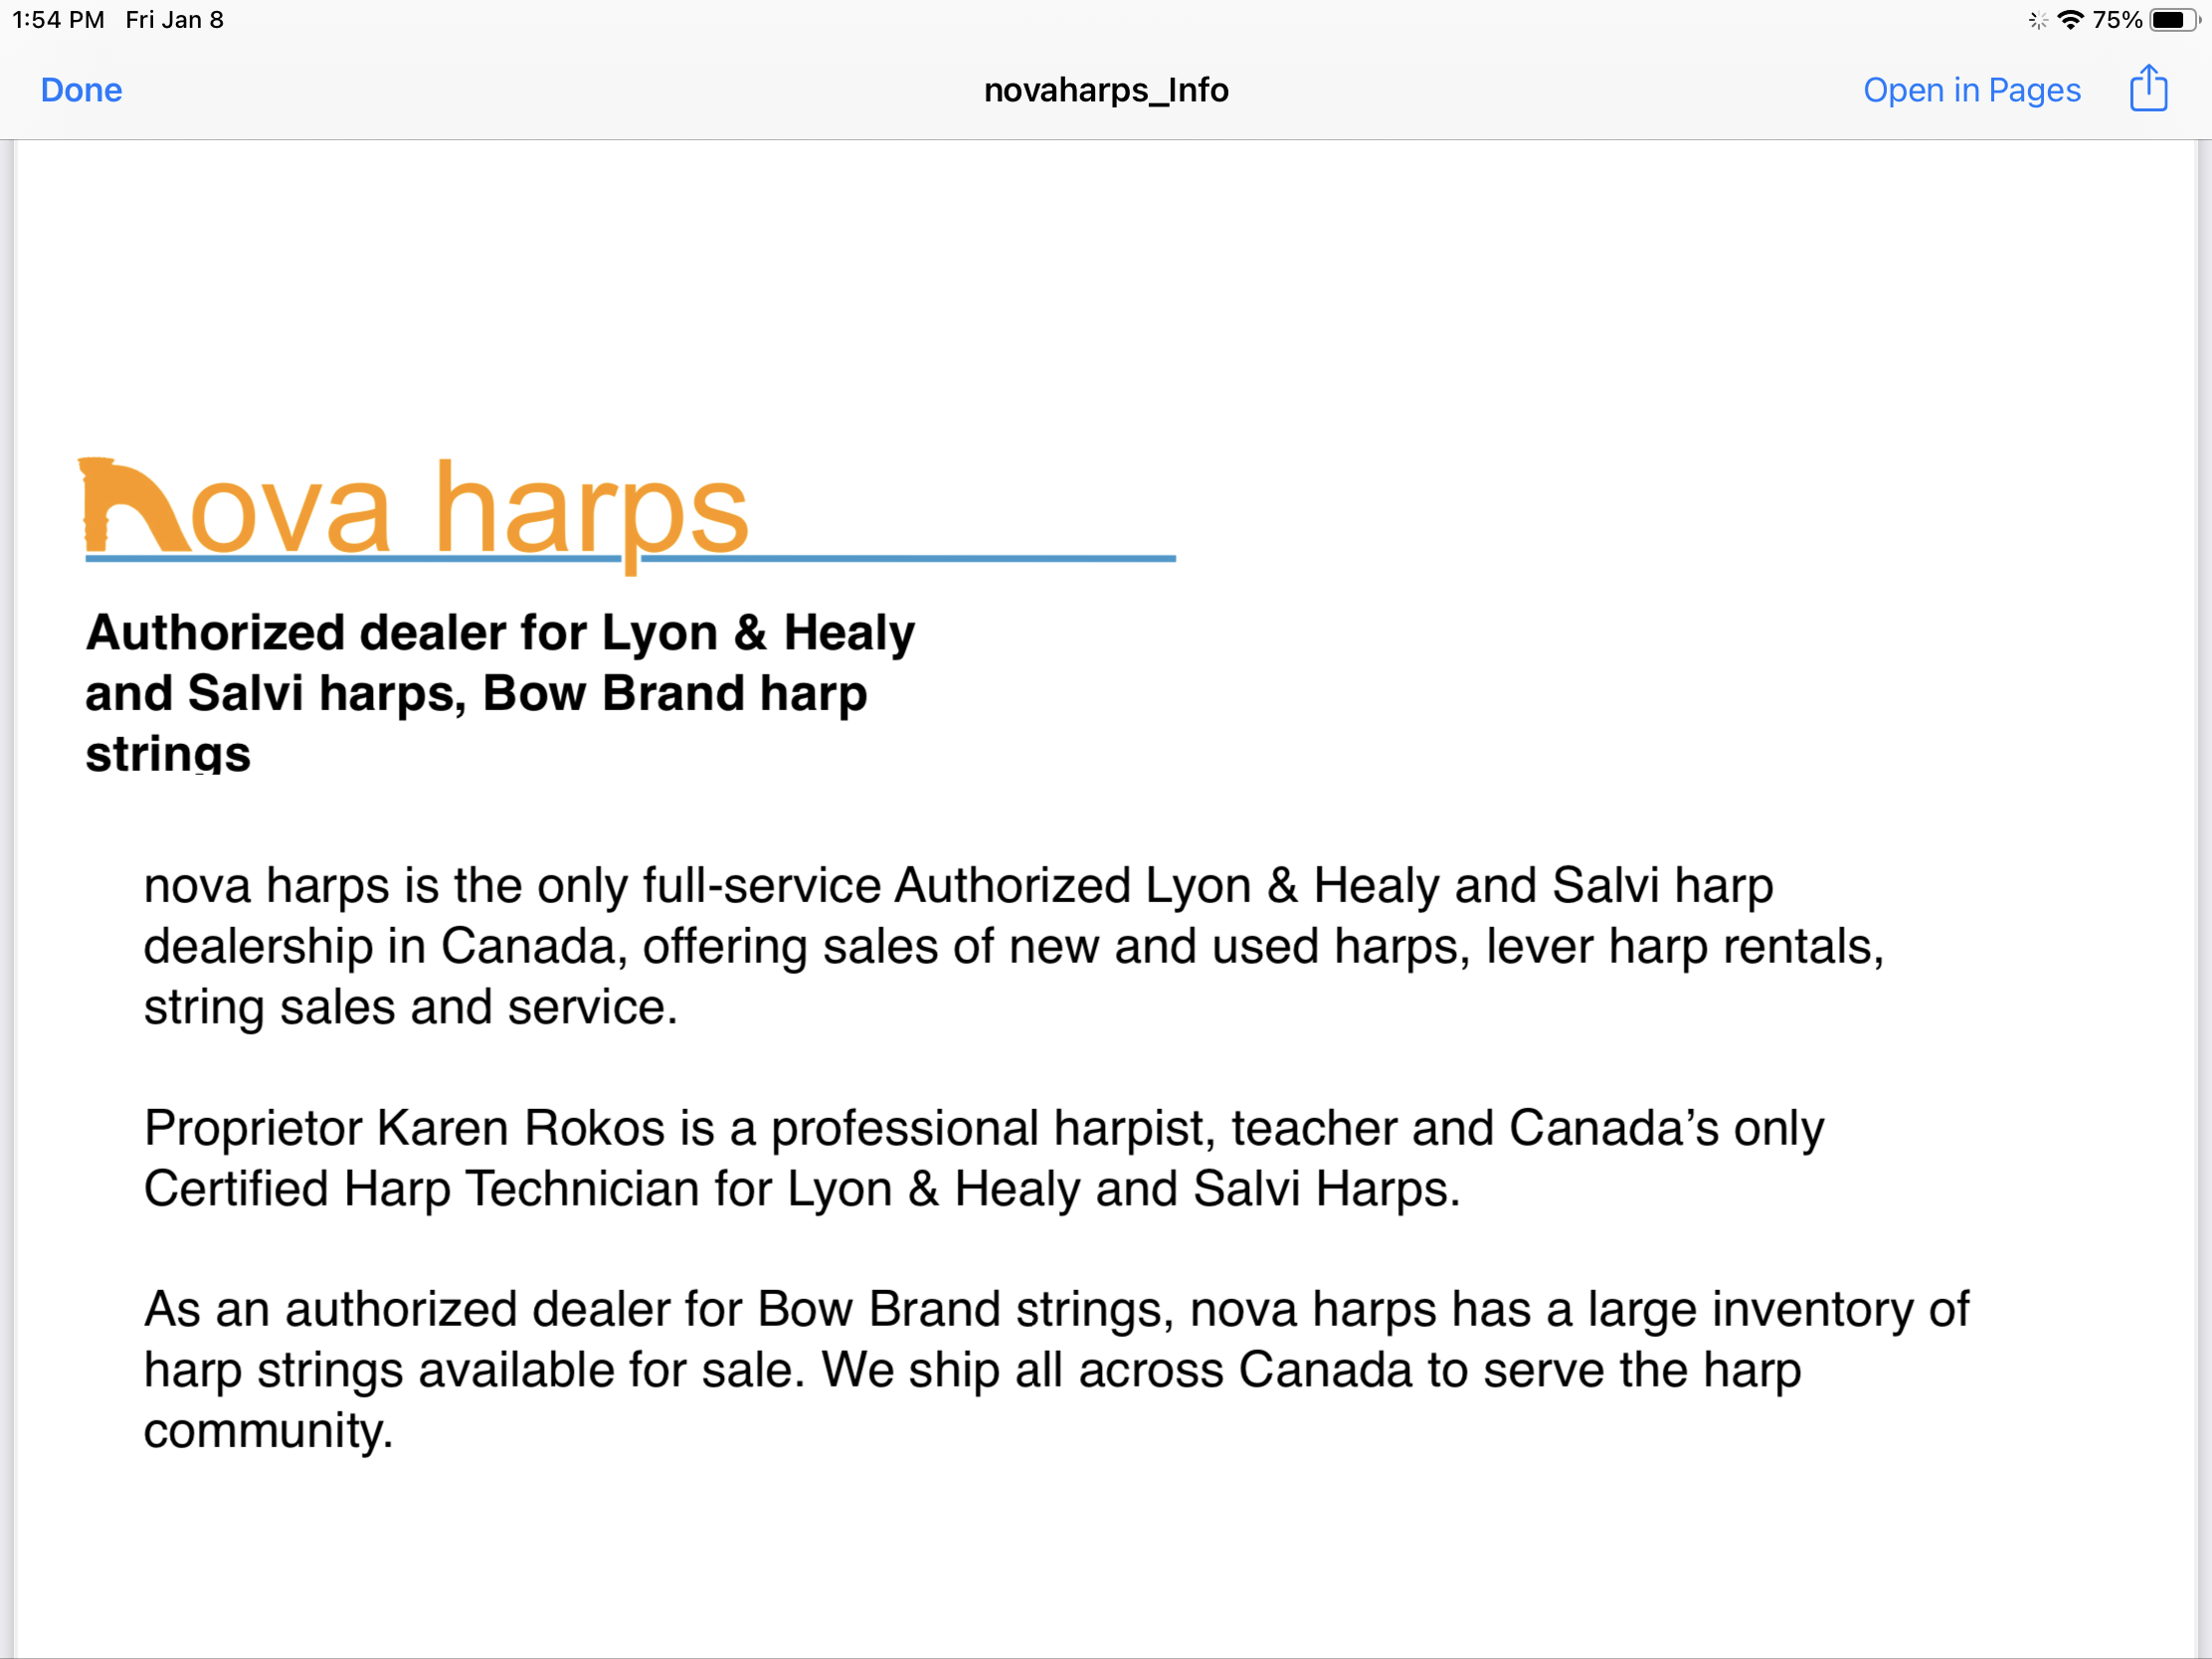 1:54 PM Fri Jan 8 75%
Done novaharps_Info Open in Pages
nova harps
Authorized dealer for Lyon & Healy
and Salvi harps, Bow Brand harp
strings
nova harps is the only full-service Authorized Lyon & Healy and Salvi harp
dealership in Canada, offering sales of new and used harps, lever harp rentals,
string sales and service.
Proprietor Karen Rokos is a professional harpist, teacher and Canada’s only
Certified Harp Technician for Lyon & Healy and Salvi Harps.
As an authorized dealer for Bow Brand strings, nova harps has a large inventory of
harp strings available for sale. We ship all across Canada to serve the harp
community.